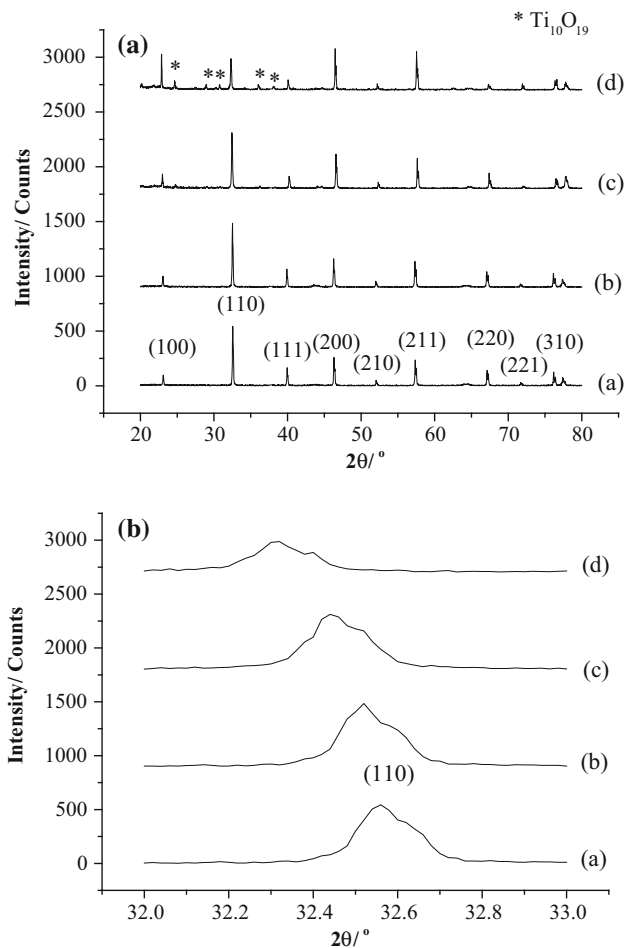 * Ti10O19
(a)
3000
2500
2000
1500
1000
500
0
Intensity/ Counts
* * * * *
(d)
(c)
(b)
(110)
(100) (111) (200) (210) (211) (220) (221) (310)
(a)
20 30 40 50 60 70 80
2θ/ °
(b)
3000
2500
2000
1500
1000
500
0
Intensity/ Counts
(d)
(c)
(b)
(110)
(a)
32.0 32.2 32.4 32.6 32.8 33.0
2θ/ °